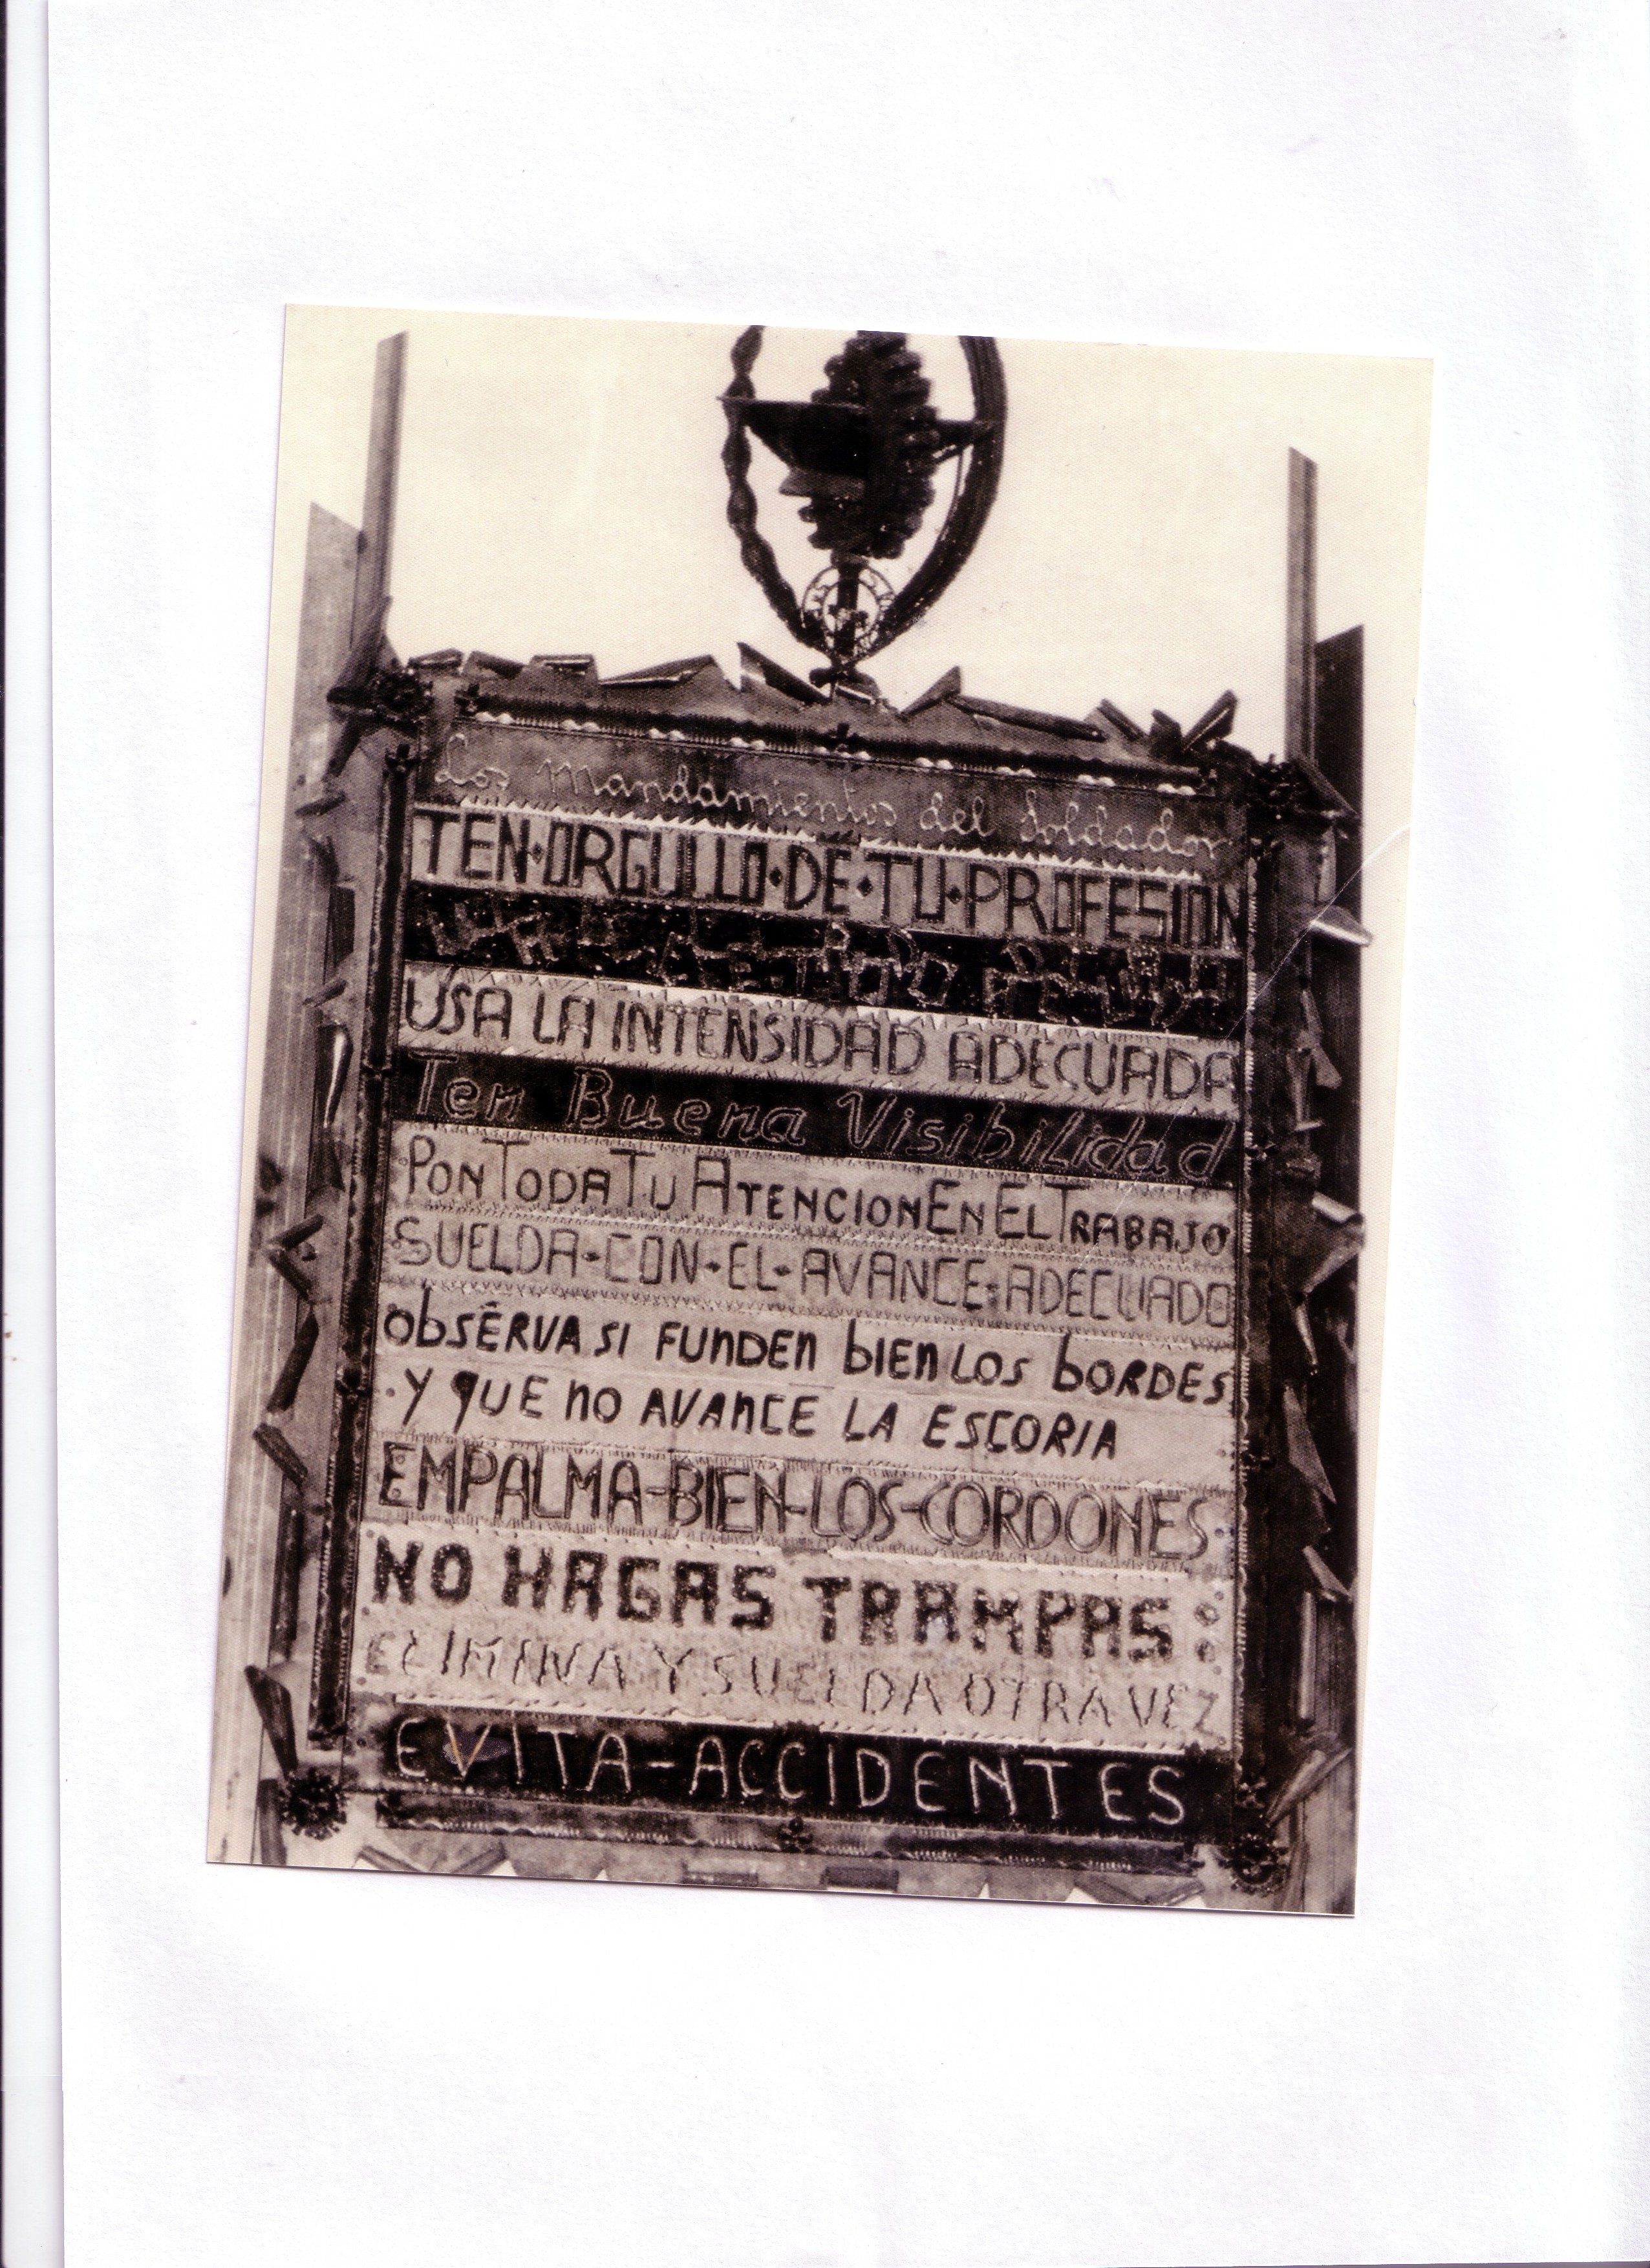 Los Mandamientos del Soldador
TEN·ORGULLO·DE·TU·PROFESION
USA LA INTENSIDAD ADECUADA
Ten Buena Visibilidad
PON TODA TU ATENCION EN EL TRABAJO
SUELDA·CON·EL·AVANCE·ADECUADO
ObSERVA SI FUnDEn bIEn LOS bORDES
Y qUE nO AVAnCE LA ESCORIA
EMPALMA-BIEN-LOS-CORDONES
NO HAGAS TRAMPAS:
ELIMINA Y SUELDA OTRA VEZ
EVITA-ACCIDENTES